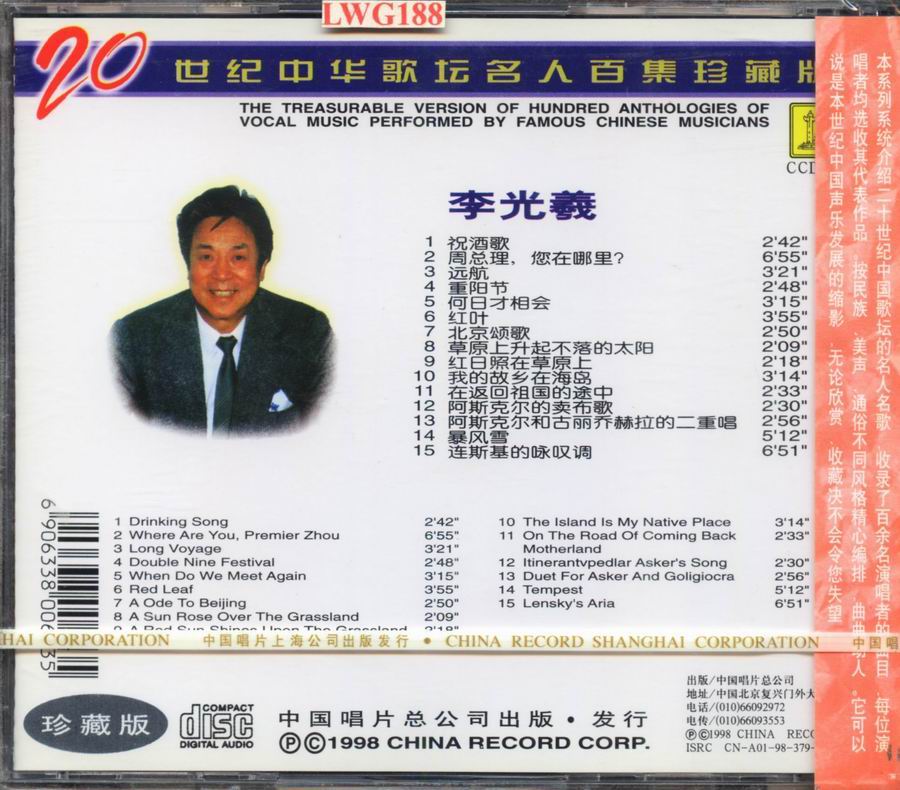 LWG188
20
世纪中华歌坛名人百集珍藏版
THE TREASURABLE VERSION OF HUNDRED ANTHOLOGIES OF
VOCAL MUSIC PERFORMED BY FAMOUS CHINESE MUSICIANS
CCD
李光羲
1 祝酒歌 2'42"
2 周总理，您在哪里？ 6'55"
3 远航 3'21"
4 重阳节 2'48"
5 何日才相会 3'15"
6 红叶 3'55"
7 北京颂歌 2'50"
8 草原上升起不落的太阳 2'09"
9 红日照在草原上 2'18"
10 我的故乡在海岛 3'14"
11 在返回祖国的途中 2'33"
12 阿斯克尔的卖布歌 2'30"
13 阿斯克尔和古丽乔赫拉的二重唱 2'56"
14 暴风雪 5'12"
15 连斯基的咏叹调 6'51"
1 Drinking Song 2'42"
2 Where Are You, Premier Zhou 6'55"
3 Long Voyage 3'21"
4 Double Nine Festival 2'48"
5 When Do We Meet Again 3'15"
6 Red Leaf 3'55"
7 A Ode To Beijing 2'50"
8 A Sun Rose Over The Grassland 2'09"
9 A Red Sun Shines Upon The Grassland 2'18"
10 The Island Is My Native Place 3'14"
11 On The Road Of Coming Back 2'33"
Motherland
12 Itinerantvpedlar Asker's Song 2'30"
13 Duet For Asker And Goligiocra 2'56"
14 Tempest 5'12"
15 Lensky's Aria 6'51"
HAI CORPORATION 中国唱片上海公司出版发行 • CHINA RECORD SHANGHAI CORPORATION 中国唱
珍藏版
COMPACT
disc
DIGITAL AUDIO
中国唱片总公司出版 • 发行
ⓅⒸ1998 CHINA RECORD CORP.
出版/中国唱片总公司
地址/中国北京复兴门外大
电话/(010)66092972
电传/(010)66093553
ⓅⒸ1998 CHINA REC
ISRC CN-A01-98-379-
本系列系统介绍二十世纪中国歌坛的名人名歌．收录了百余名演唱者的曲目．每位演
唱者均选收其代表作品．按民族．美声．通俗不同风格精心编排．曲曲动人．它可以
说是本世纪中国声乐发展的缩影．无论欣赏．收藏决不会令您失望